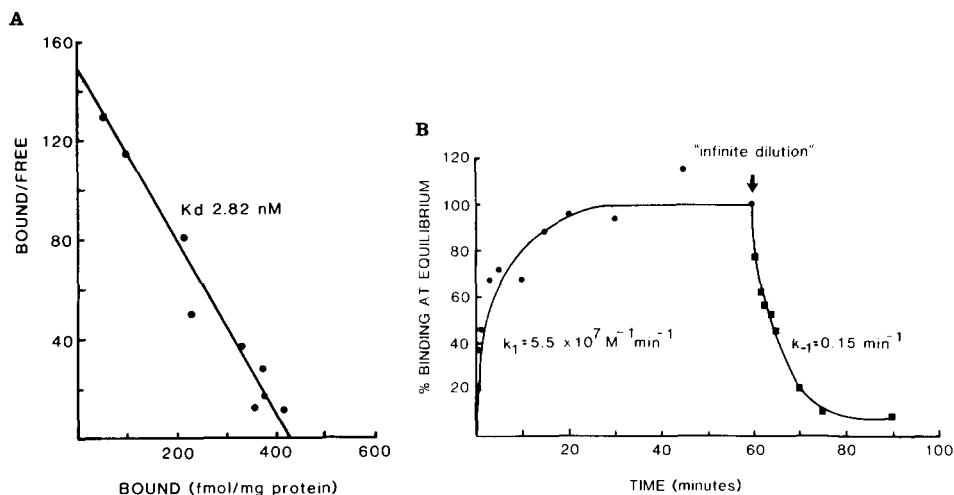 A
160
120
80
40
BOUND/FREE
Kd 2.82 nM
200
400
600
BOUND (fmol/mg protein)
B
120
100
80
60
40
20
% BINDING AT EQUILIBRIUM
"infinite dilution"
k₁ = 5.5 x 10⁷ M⁻¹ min⁻¹
k₋₁ = 0.15 min⁻¹
20
40
60
80
100
TIME (minutes)